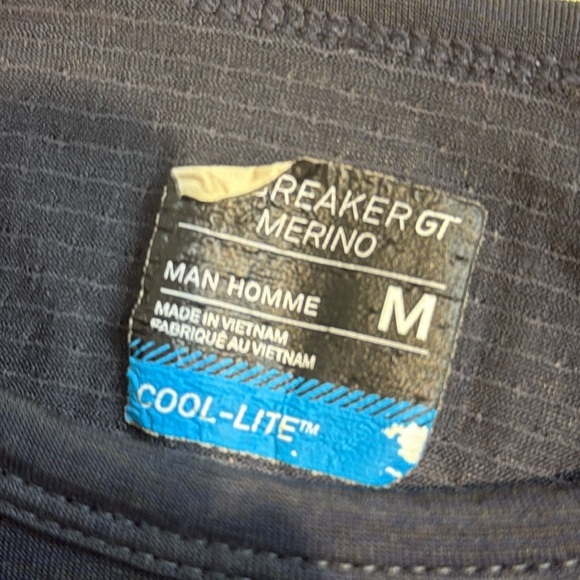 REAKER GT
MERINO
MAN HOMME
M
MADE IN VIETNAM
FABRIQUÉ AU VIETNAM
COOL-LITE™